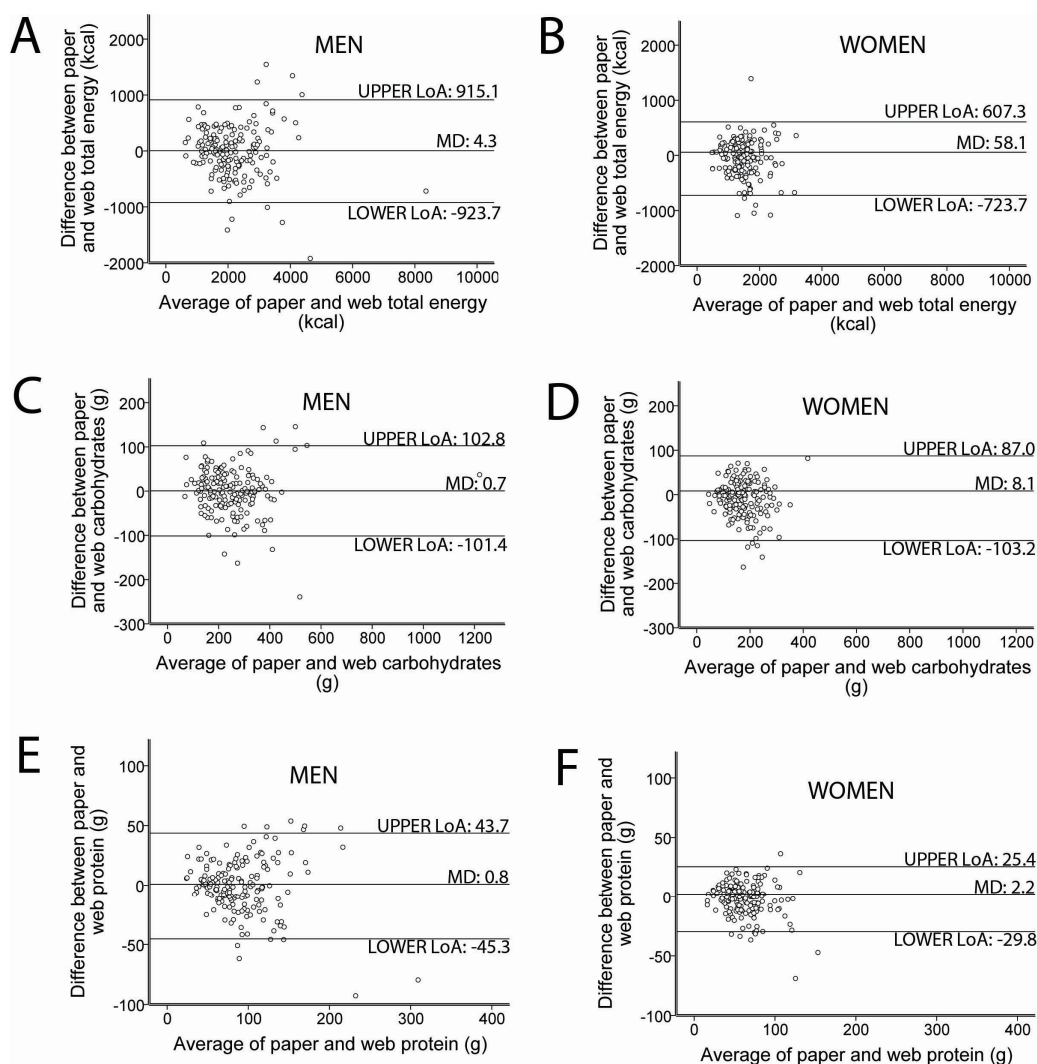 A
MEN
Difference between paper
and web total energy (kcal)
2000
1000
0
-1000
-2000
UPPER LoA: 915.1
MD: 4.3
LOWER LoA: -923.7
0 2000 4000 6000 8000 10000
Average of paper and web total energy
(kcal)
B
WOMEN
Difference between paper
and web total energy (kcal)
2000
1000
0
-1000
-2000
UPPER LoA: 607.3
MD: 58.1
LOWER LoA: -723.7
0 2000 4000 6000 8000 10000
Average of paper and web total energy
(kcal)
C
MEN
Difference between paper
and web carbohydrates (g)
200
100
0
-100
-200
-300
UPPER LoA: 102.8
MD: 0.7
LOWER LoA: -101.4
0 200 400 600 800 1000 1200
Average of paper and web carbohydrates
(g)
D
WOMEN
Difference between paper
and web carbohydrates (g)
200
100
0
-100
-200
-300
UPPER LoA: 87.0
MD: 8.1
LOWER LoA: -103.2
0 200 400 600 800 1000 1200
Average of paper and web carbohydrates
(g)
E
MEN
Difference between paper and
web protein (g)
100
50
0
-50
-100
UPPER LoA: 43.7
MD: 0.8
LOWER LoA: -45.3
0 100 200 300 400
Average of paper and web protein (g)
F
WOMEN
Difference between paper and
web protein (g)
100
50
0
-50
-100
UPPER LoA: 25.4
MD: 2.2
LOWER LoA: -29.8
0 100 200 300 400
Average of paper and web protein (g)